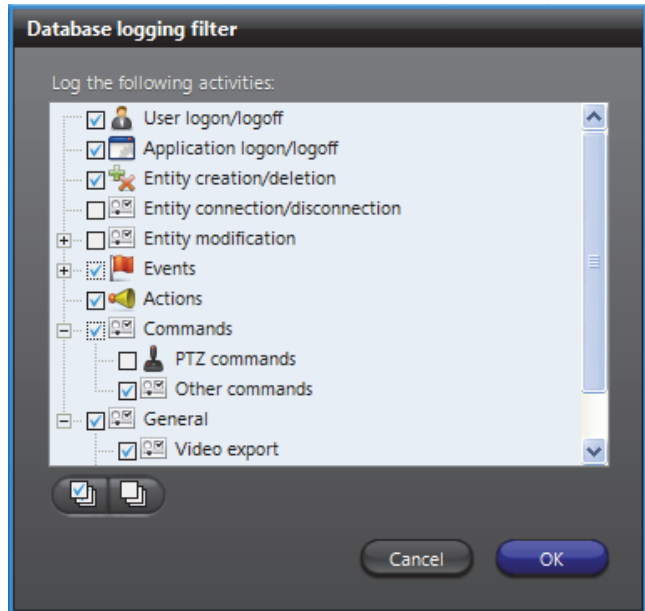 Database logging filter
Log the following activities:
User logon/logoff
Application logon/logoff
Entity creation/deletion
Entity connection/disconnection
Entity modification
Events
Actions
Commands
PTZ commands
Other commands
General
Video export
Cancel
OK